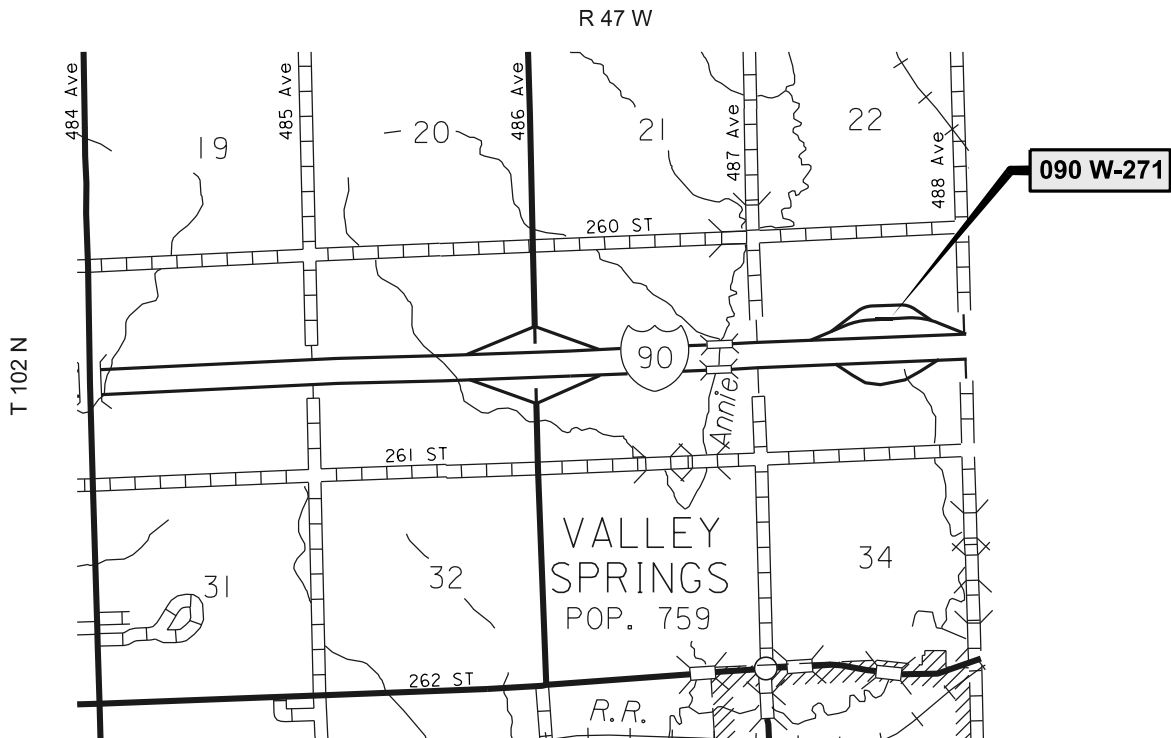 R 47 W
T 102 N
484 Ave
485 Ave
486 Ave
487 Ave
488 Ave
19
20
21
22
090 W-271
260 ST
90
Annie
261 ST
VALLEY
SPRINGS
POP. 759
31
32
34
262 ST
R.R.